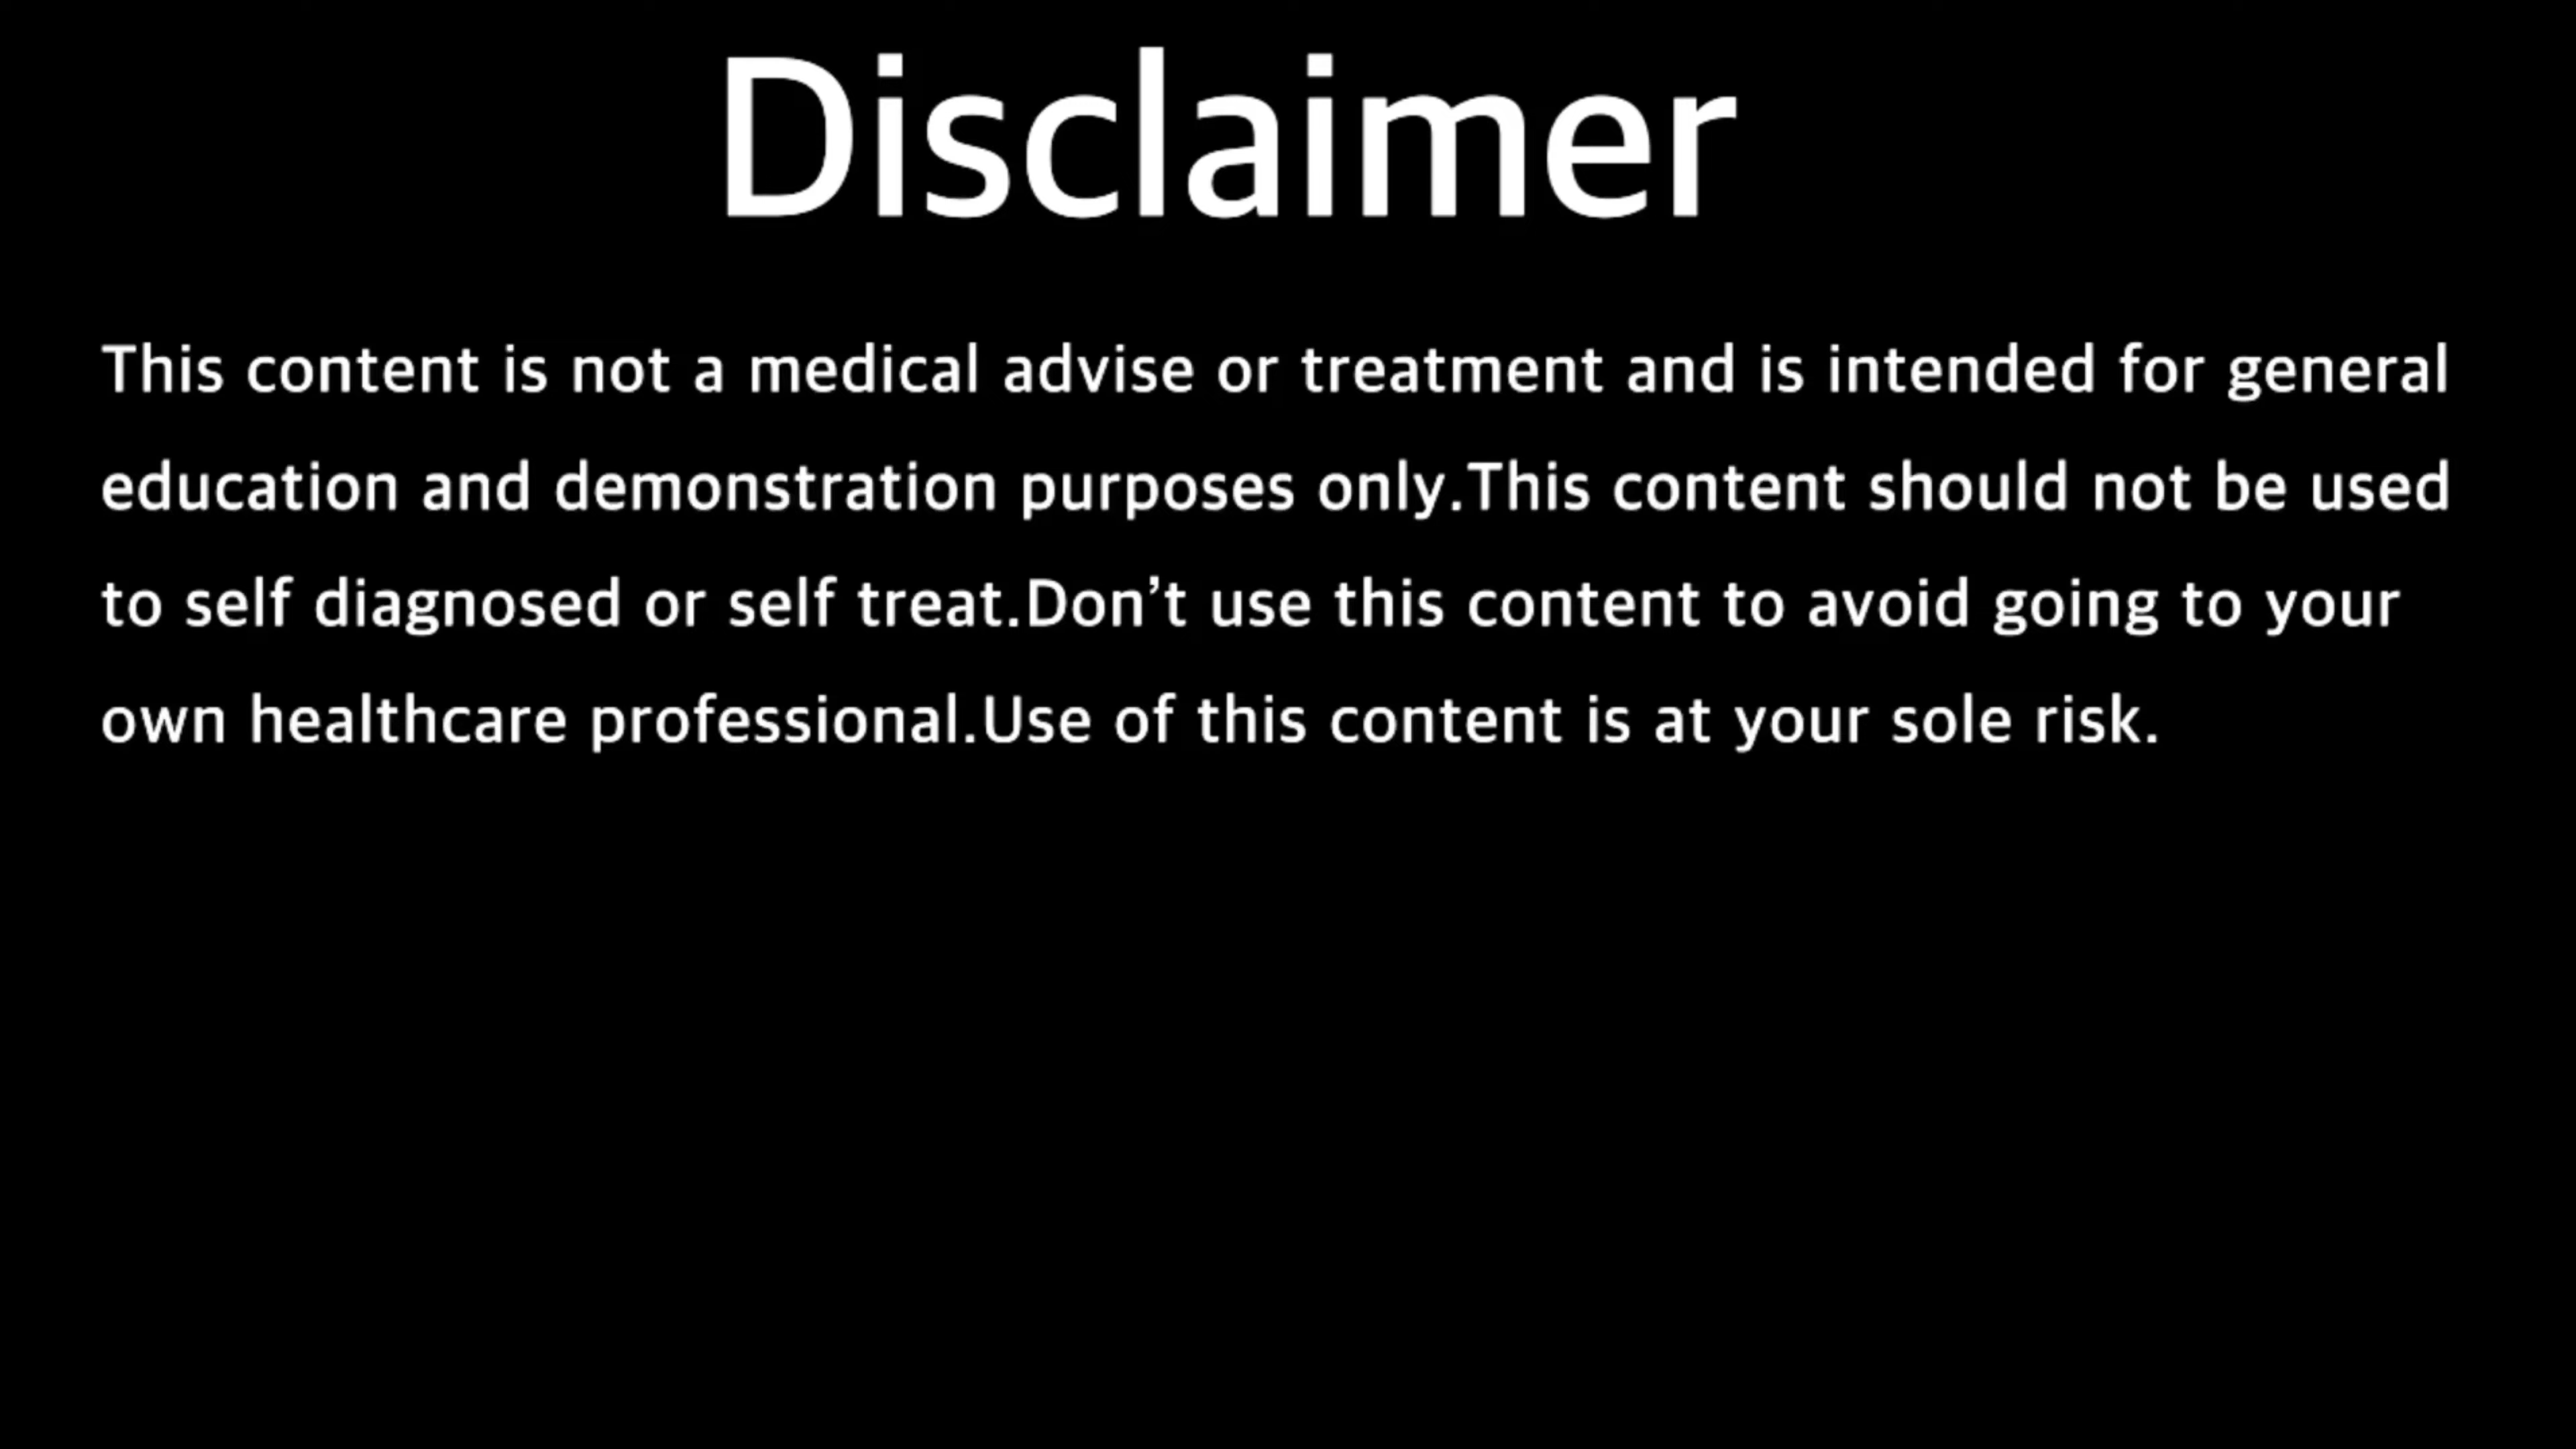 Disclaimer
This content is not a medical advise or treatment and is intended for general
education and demonstration purposes only.This content should not be used
to self diagnosed or self treat.Don’t use this content to avoid going to your
own healthcare professional.Use of this content is at your sole risk.